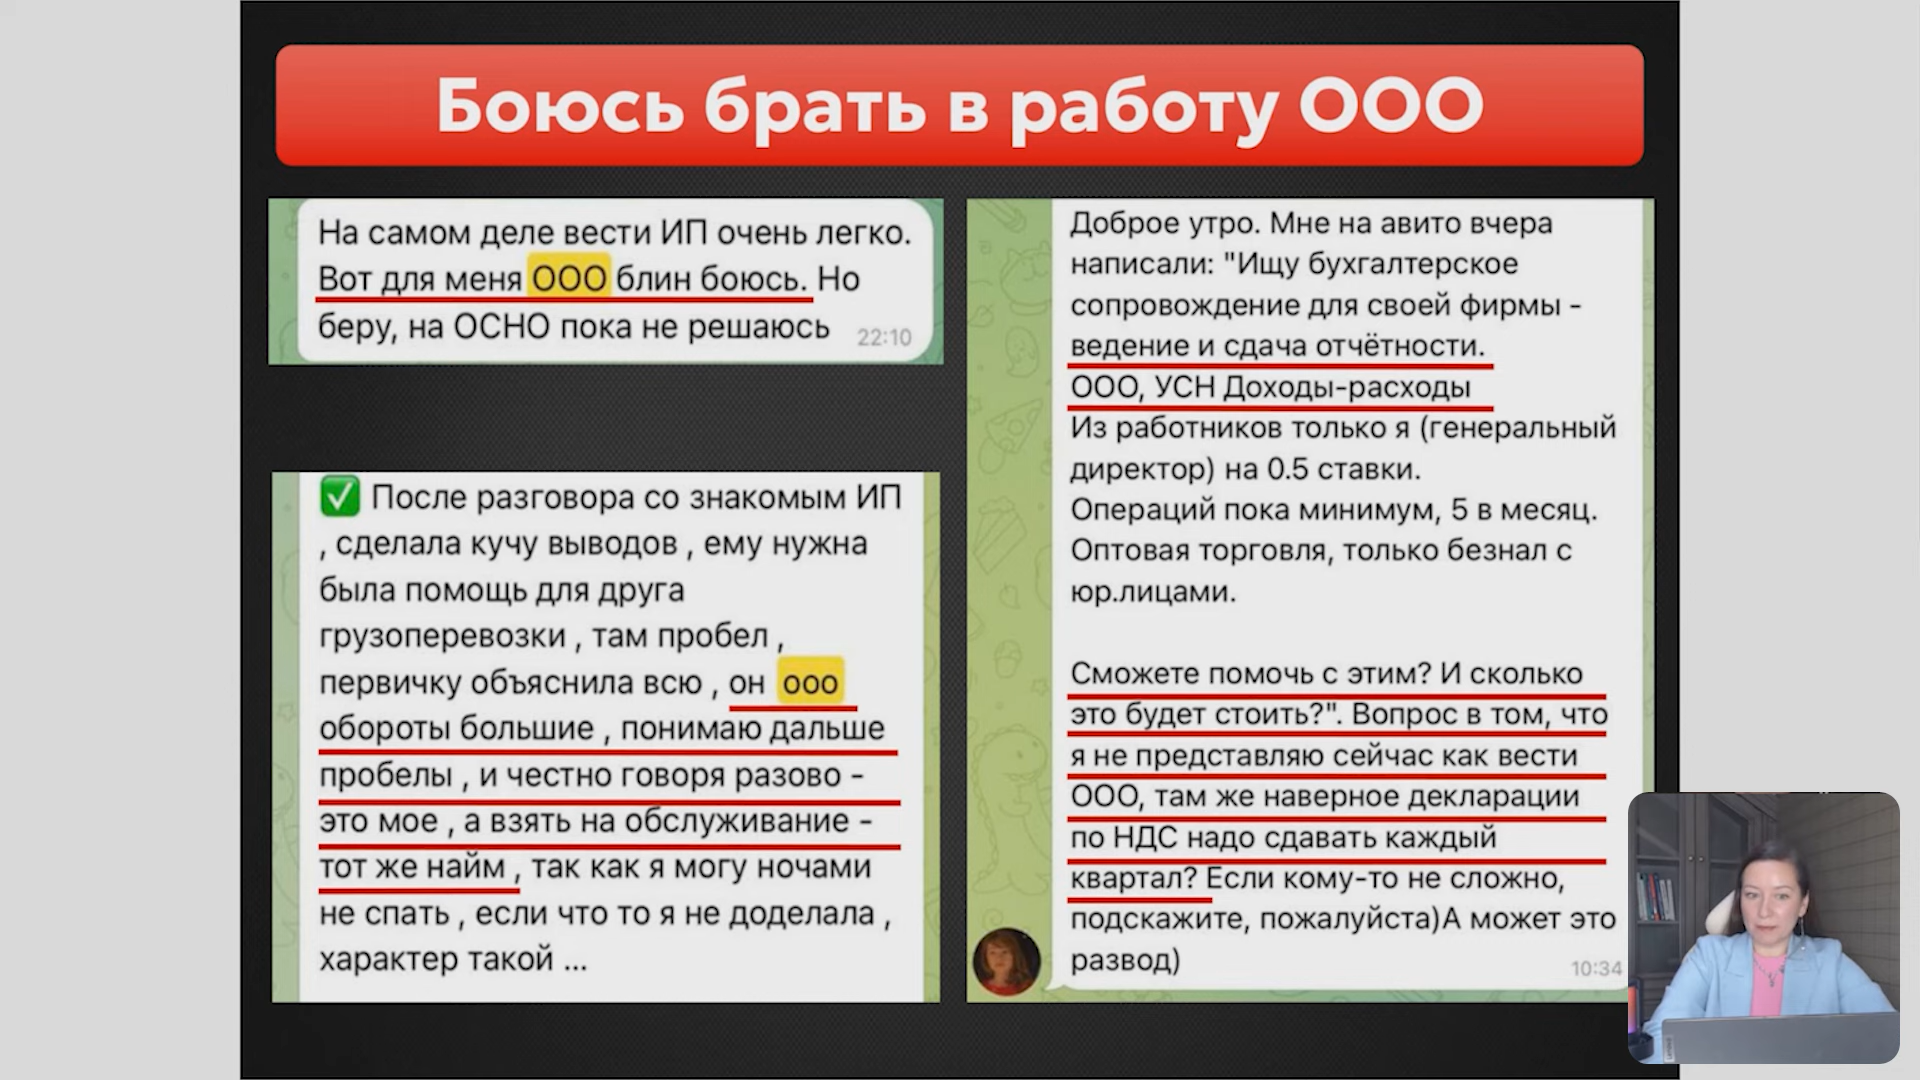 Боюсь брать в работу ООО
На самом деле вести ИП очень легко.
Вот для меня ООО блин боюсь. Но
беру, на ОСНО пока не решаюсь
22:10
✅ После разговора со знакомым ИП
, сделала кучу выводов , ему нужна
была помощь для друга
грузоперевозки , там пробел ,
первичку объяснила всю , он ооо
обороты большие , понимаю дальше
пробелы , и честно говоря разово -
это мое , а взять на обслуживание -
тот же найм , так как я могу ночами
не спать , если что то я не доделала ,
характер такой ...
Доброе утро. Мне на авито вчера
написали: "Ищу бухгалтерское
сопровождение для своей фирмы -
ведение и сдача отчётности.
ООО, УСН Доходы-расходы
Из работников только я (генеральный
директор) на 0.5 ставки.
Операций пока минимум, 5 в месяц.
Оптовая торговля, только безнал с
юр.лицами.
Сможете помочь с этим? И сколько
это будет стоить?". Вопрос в том, что
я не представляю сейчас как вести
ООО, там же наверное декларации
по НДС надо сдавать каждый
квартал? Если кому-то не сложно,
подскажите, пожалуйста)А может это
развод)
10:34